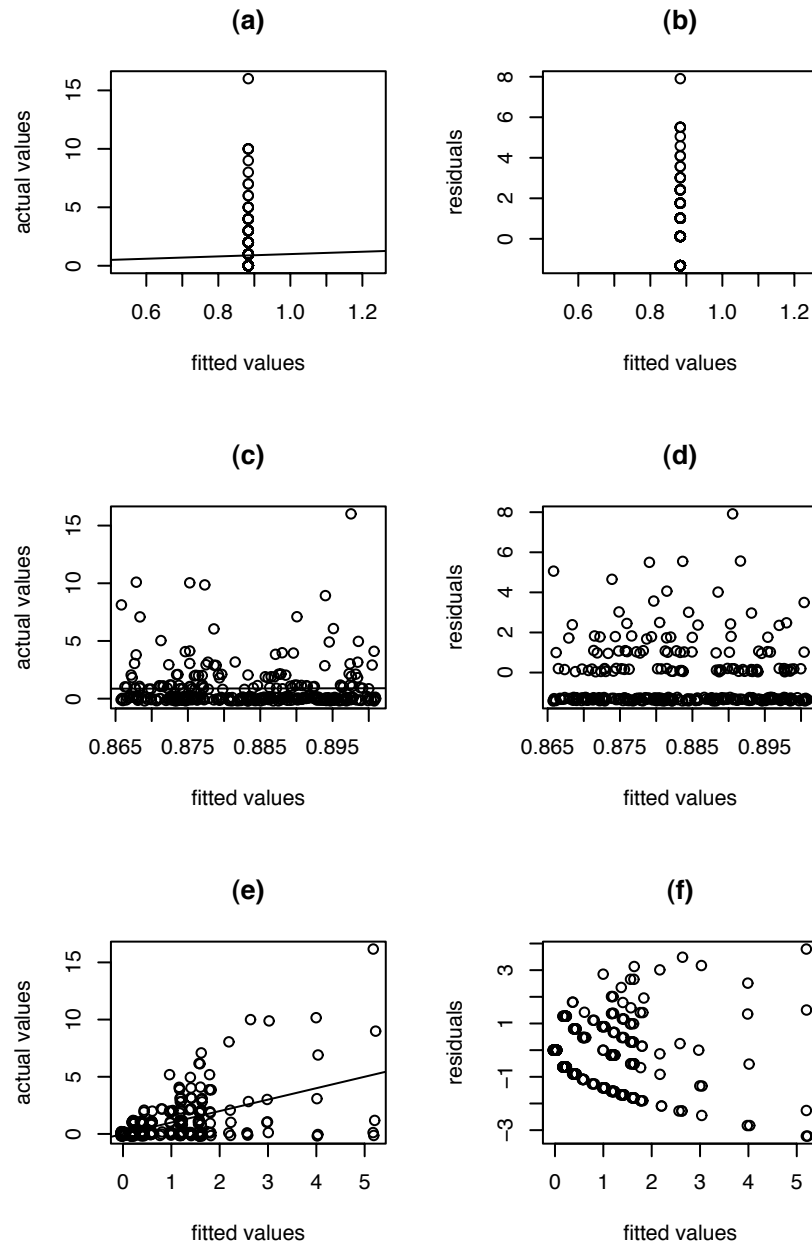 (a)
actual values
15
10
5
0
0.6 0.8 1.0 1.2
fitted values
(b)
residuals
8
6
4
2
0
0.6 0.8 1.0 1.2
fitted values
(c)
actual values
15
10
5
0
0.865 0.875 0.885 0.895
fitted values
(d)
residuals
8
6
4
2
0
0.865 0.875 0.885 0.895
fitted values
(e)
actual values
15
10
5
0
0 1 2 3 4 5
fitted values
(f)
residuals
3
1
−1
−3
0 1 2 3 4 5
fitted values